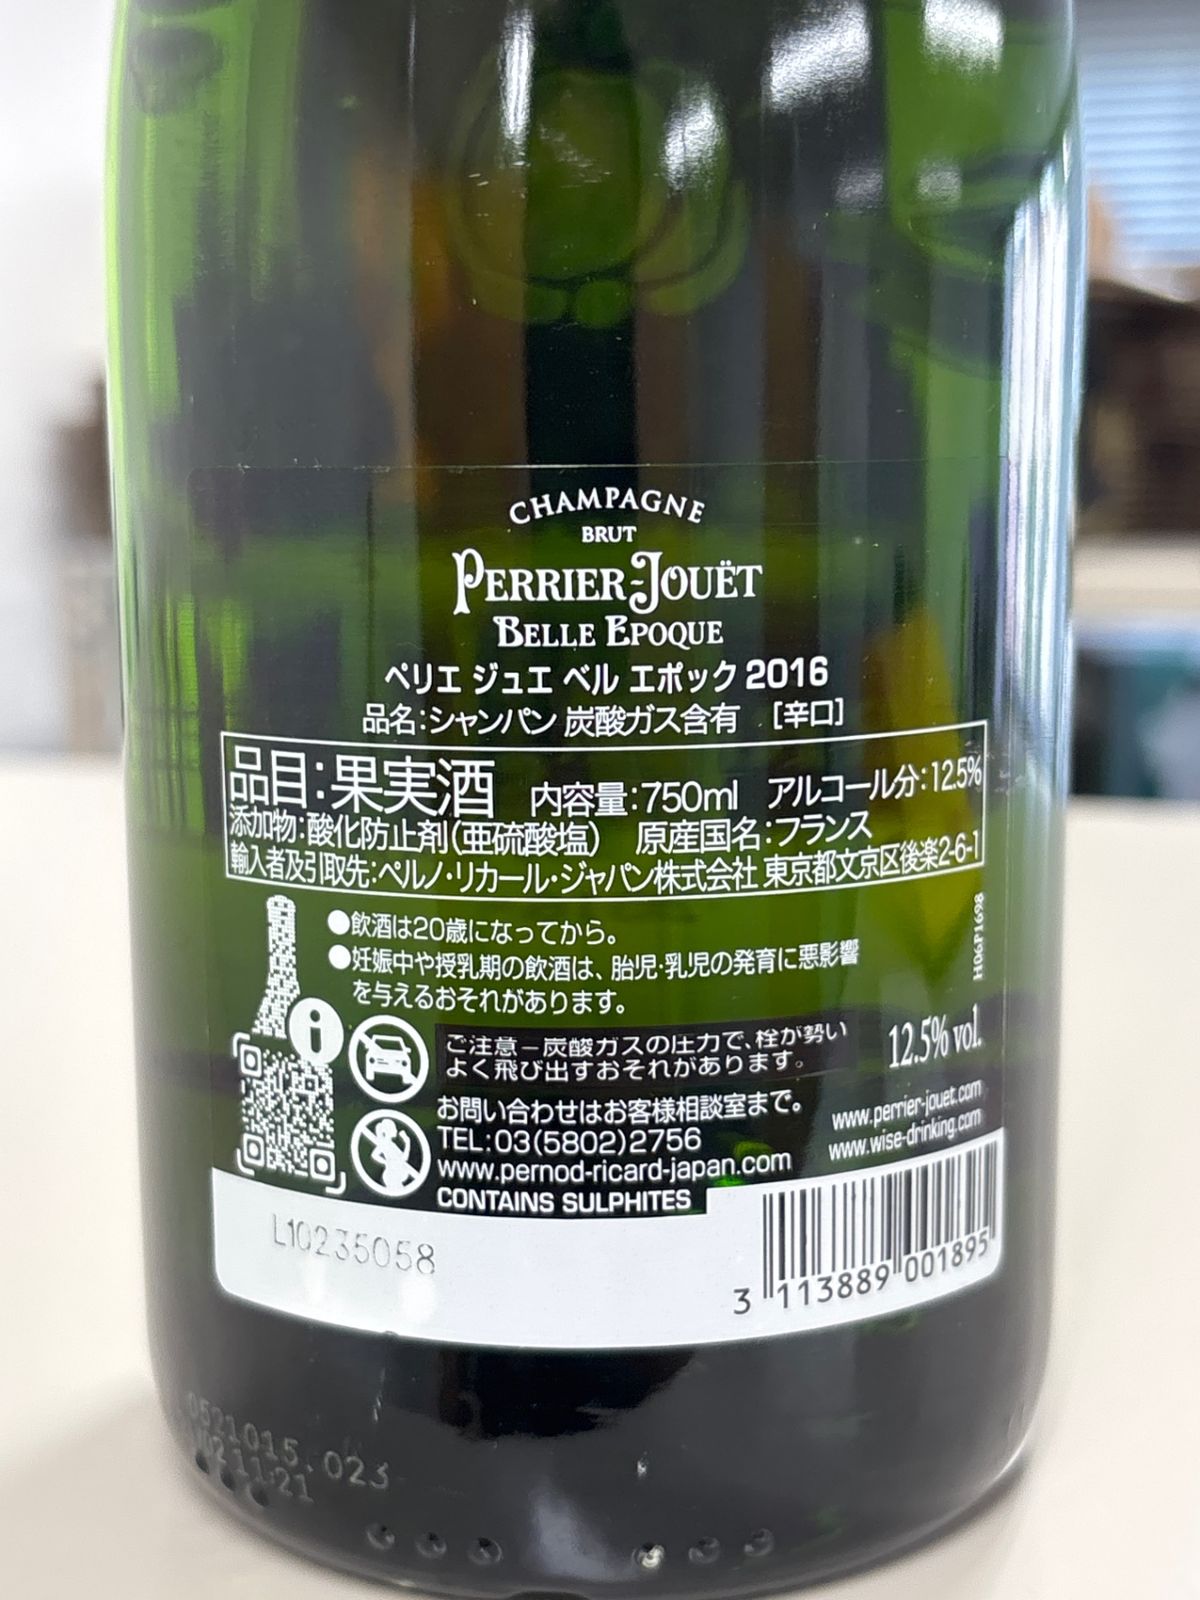 CHAMPAGNE
BRUT
PERRIER-JOUËT
BELLE EPOQUE
ペリエ ジュエ ベル エポック 2016
品名:シャンパン 炭酸ガス含有 [辛口]
品目:果実酒 内容量:750ml アルコール分:12.5%
添加物:酸化防止剤(亜硫酸塩) 原産国名:フランス
輸入者及引取先:ペルノ・リカール・ジャパン株式会社 東京都文京区後楽2-6-1
●飲酒は20歳になってから。
●妊娠中や授乳期の飲酒は、胎児・乳児の発育に悪影響
を与えるおそれがあります。
H06P1698
i
ご注意－炭酸ガスの圧力で、栓が勢い
よく飛び出すおそれがあります。
12.5% vol.
お問い合わせはお客様相談室まで。
TEL:03(5802)2756
www.pernod-ricard-japan.com
CONTAINS SULPHITES
www.perrier-jouet.com
www.wise-drinking.com
L10235058
3 113889 001895
0521015.023
11:21